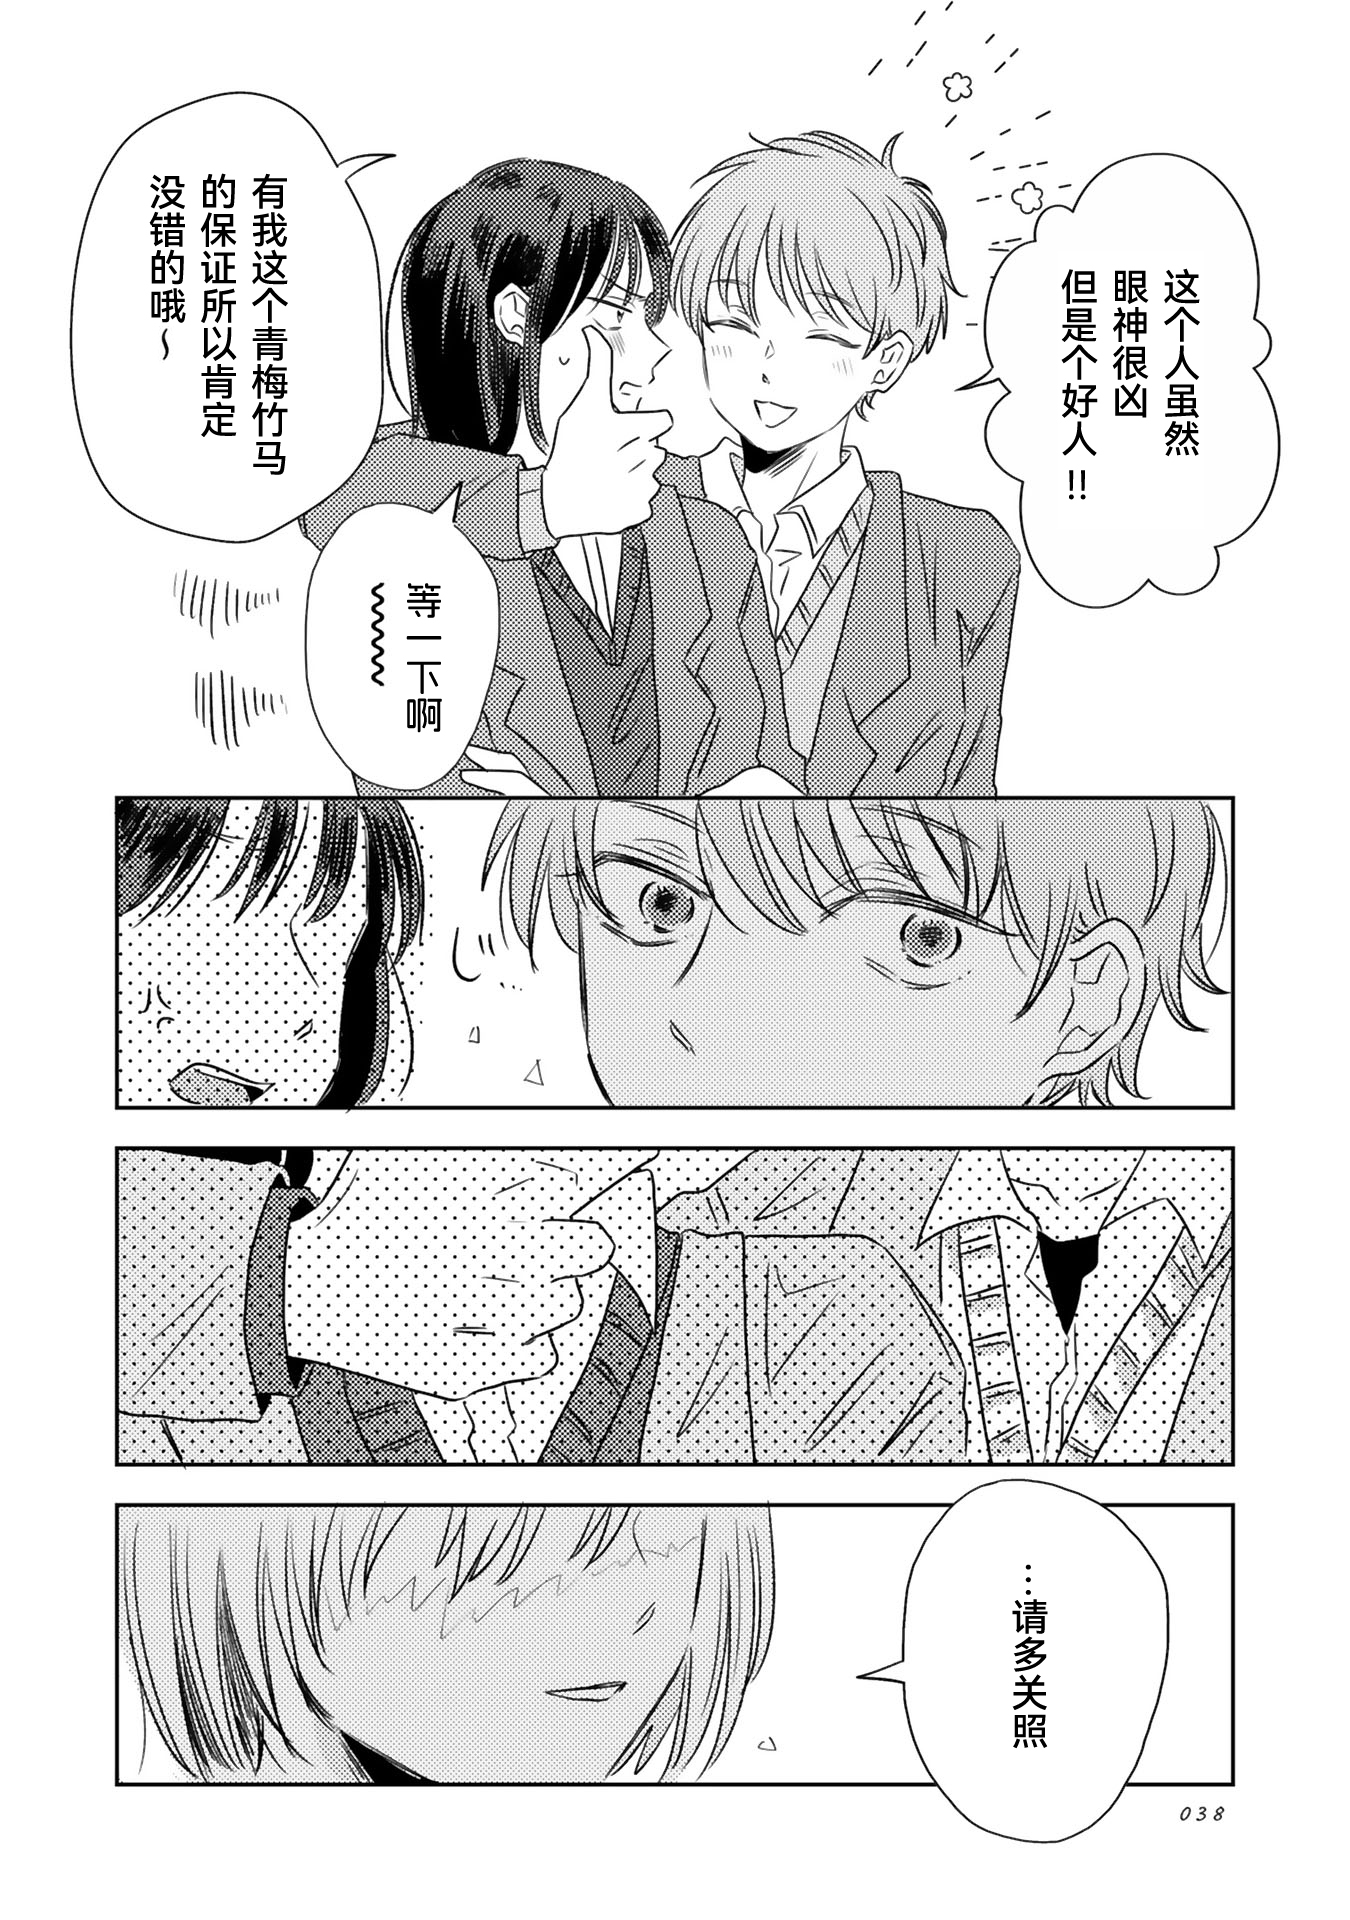 这个人虽然
眼神很凶
但是个好人!!
有我这个青梅竹马
的保证所以肯定
没错的哦~
等一下啊
…请多关照
038